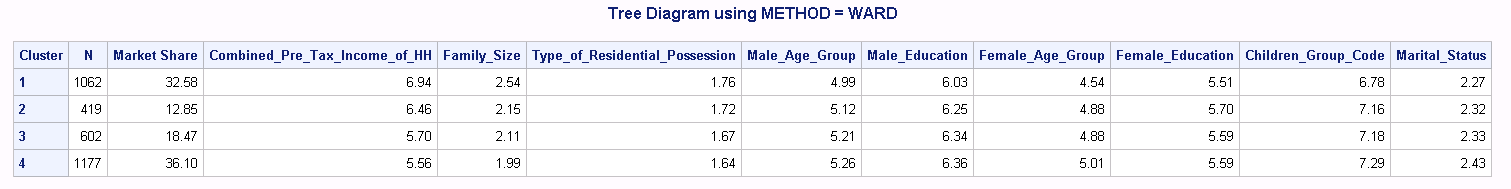 Tree Diagram using METHOD = WARD
Cluster N Market Share Combined_Pre_Tax_Income_of_HH Family_Size Type_of_Residential_Possession Male_Age_Group Male_Education Female_Age_Group Female_Education Children_Group_Code Marital_Status
1 1062 32.58 6.94 2.54 1.76 4.99 6.03 4.54 5.51 6.78 2.27
2 419 12.85 6.46 2.15 1.72 5.12 6.25 4.88 5.70 7.16 2.32
3 602 18.47 5.70 2.11 1.67 5.21 6.34 4.88 5.59 7.18 2.33
4 1177 36.10 5.56 1.99 1.64 5.26 6.36 5.01 5.59 7.29 2.43